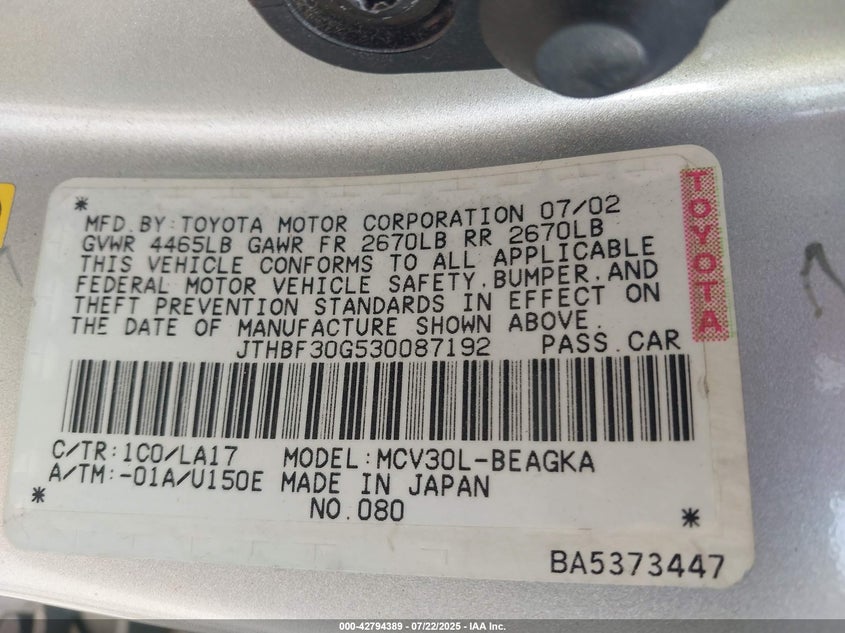 MFD.BY:TOYOTA MOTOR CORPORATION 07/02
GVWR 4465LB GAWR FR 2670LB RR 2670LB
THIS VEHICLE CONFORMS TO ALL APPLICABLE
FEDERAL MOTOR VEHICLE SAFETY,BUMPER,AND
THEFT PREVENTION STANDARDS IN EFFECT ON
THE DATE OF MANUFACTURE SHOWN ABOVE.
JTHBF30G530087192 PASS.CAR
TOYOTA
C/TR:1C0/LA17 MODEL:MCV30L-BEAGKA
A/TM:-01A/U150E MADE IN JAPAN
NO.080
BA5373447
000-42794389 - 07/22/2025 - IAA Inc.